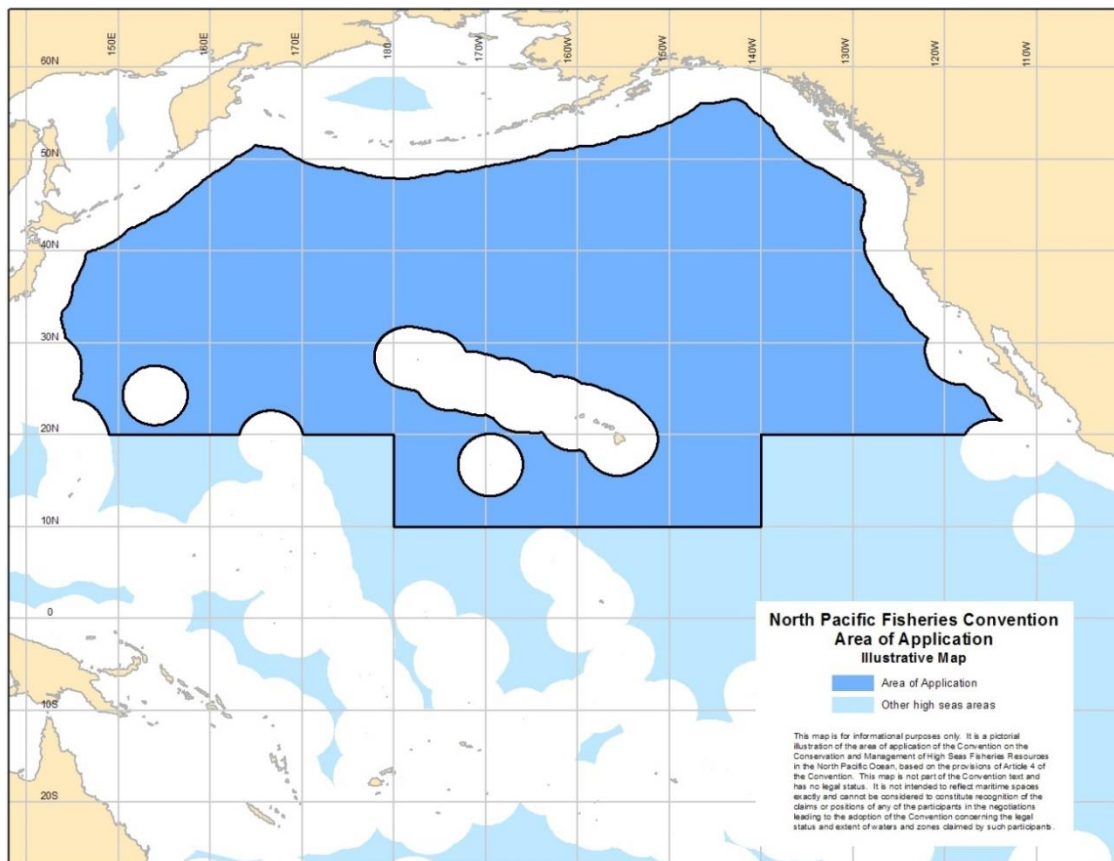 150E 160E 170E 180 170W 160W 150W 140W 130W 120W 110W
60N
50N
40N
30N
20N
10N
0
10S
20S
North Pacific Fisheries Convention
Area of Application
Illustrative Map
Area of Application
Other high seas areas
This map is for informational purposes only. It is a pictorial
illustration of the area of application of the Convention on the
Conservation and Management of High Seas Fisheries Resources
in the North Pacific Ocean, based on the provisions of Article 4 of
the Convention. This map is not part of the Convention text and
has no legal status. It is not intended to reflect maritime spaces
exactly and cannot be considered to constitute recognition of the
claims or positions of any of the participants in the negotiations
leading to the adoption of the Convention concerning the legal
status and extent of waters and zones claimed by such participants.